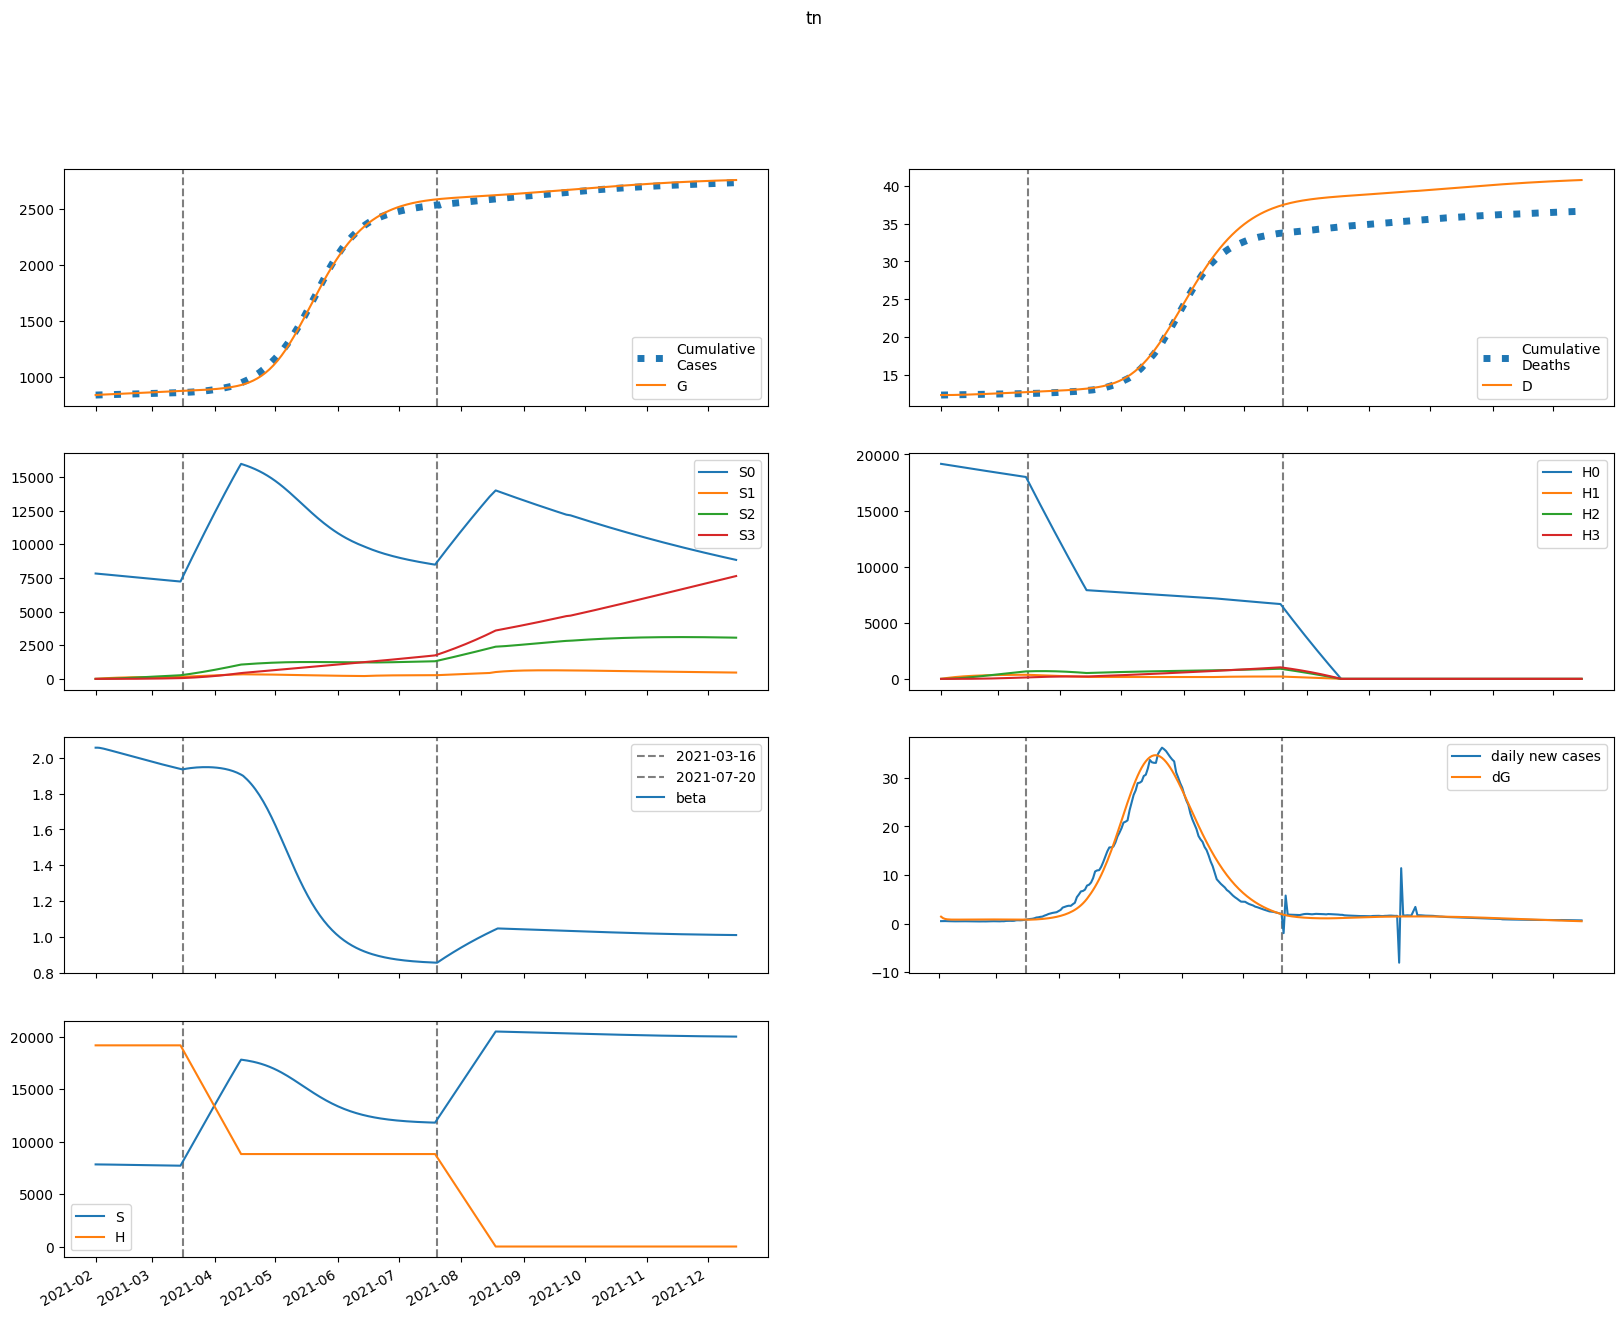 tn
2500
2000
1500
1000
Cumulative
Cases
G
40
35
30
25
20
15
Cumulative
Deaths
D
15000
12500
10000
7500
5000
2500
0
S0
S1
S2
S3
20000
15000
10000
5000
0
H0
H1
H2
H3
2.0
1.8
1.6
1.4
1.2
1.0
0.8
2021-03-16
2021-07-20
beta
30
20
10
0
−10
daily new cases
dG
20000
15000
10000
5000
0
S
H
2021-02
2021-03
2021-04
2021-05
2021-06
2021-07
2021-08
2021-09
2021-10
2021-11
2021-12